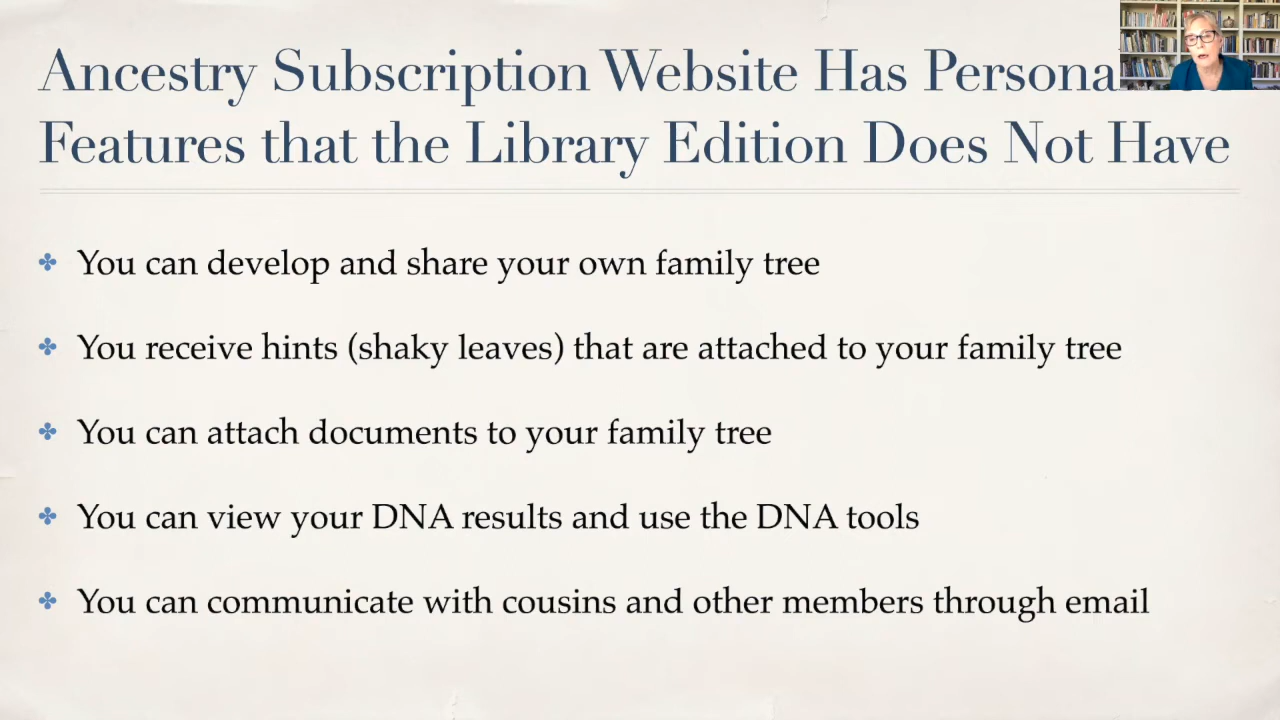 Ancestry Subscription Website Has Persona
Features that the Library Edition Does Not Have
You can develop and share your own family tree
You receive hints (shaky leaves) that are attached to your family tree
You can attach documents to your family tree
You can view your DNA results and use the DNA tools
You can communicate with cousins and other members through email